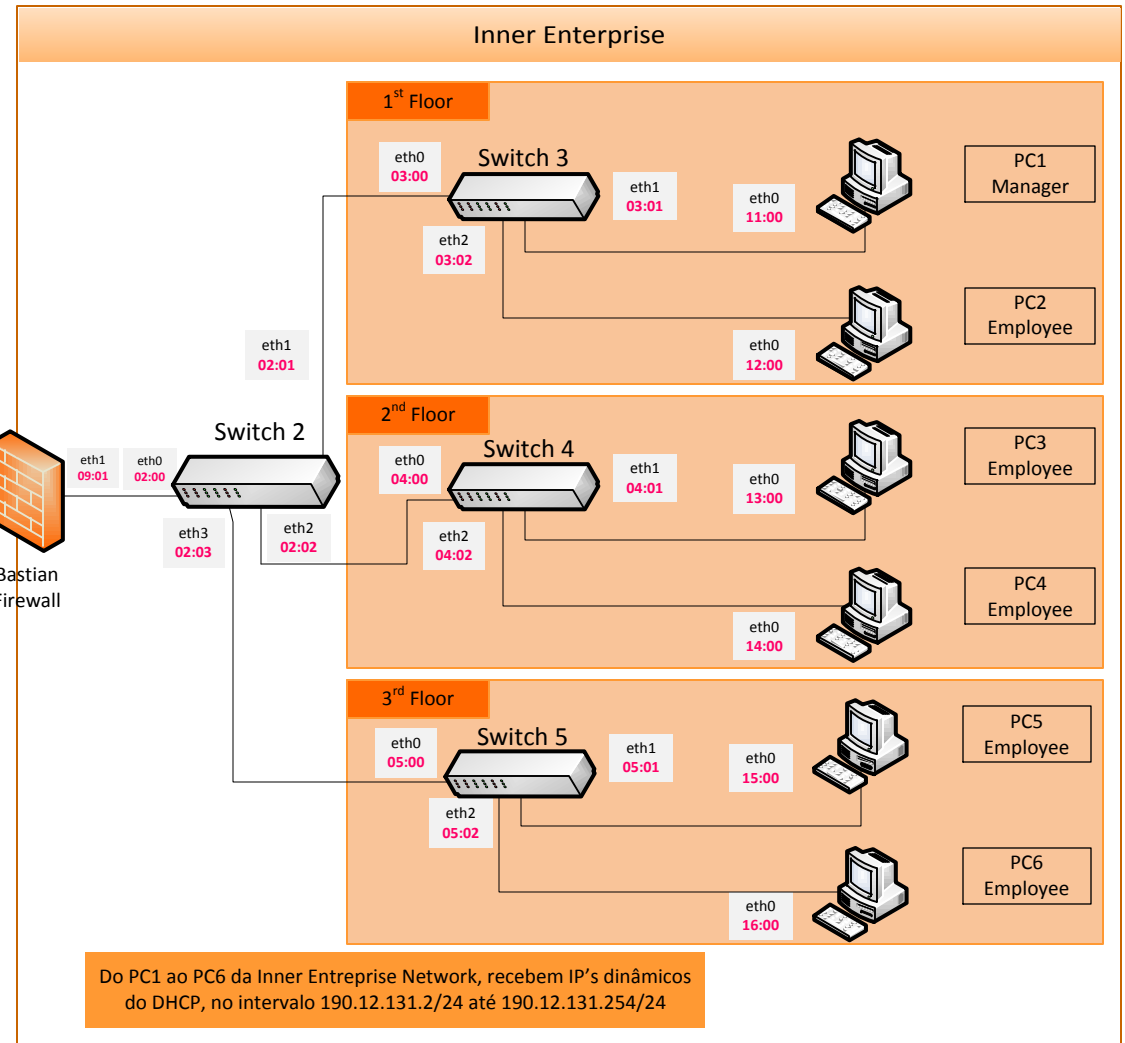 Inner Enterprise
1st Floor
eth0
03:00
Switch 3
eth1
03:01
eth2
03:02
eth0
11:00
PC1
Manager
PC2
Employee
eth0
12:00
eth1
02:01
2nd Floor
Switch 2
eth1
09:01
eth0
02:00
eth3
02:03
eth2
02:02
Bastian
Firewall
eth0
04:00
Switch 4
eth1
04:01
eth2
04:02
eth0
13:00
PC3
Employee
PC4
Employee
eth0
14:00
3rd Floor
eth0
05:00
Switch 5
eth1
05:01
eth2
05:02
eth0
15:00
PC5
Employee
PC6
Employee
eth0
16:00
Do PC1 ao PC6 da Inner Entreprise Network, recebem IP's dinâmicos
do DHCP, no intervalo 190.12.131.2/24 até 190.12.131.254/24